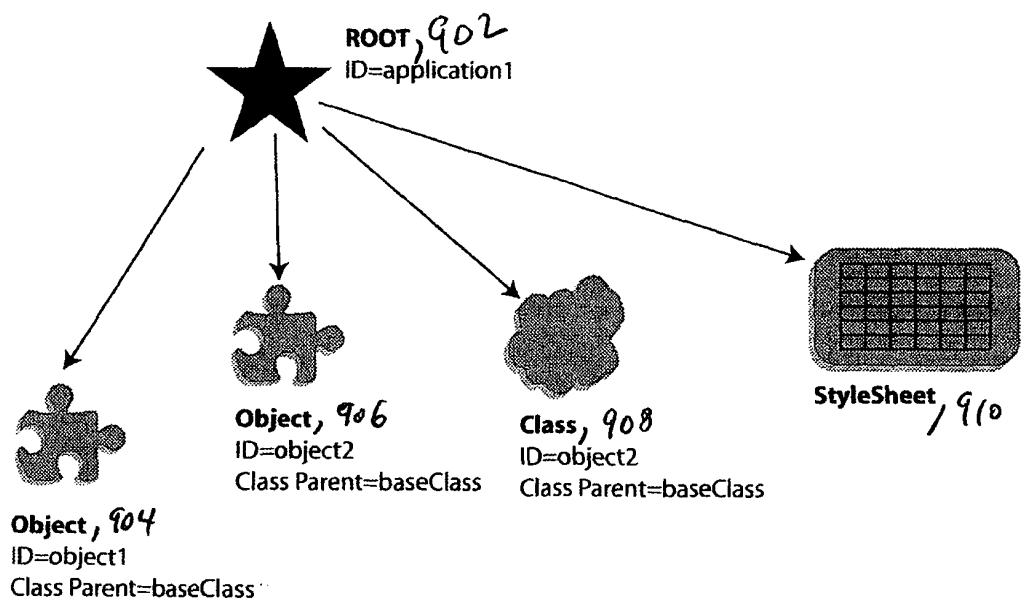 ROOT, 902
ID=application1
StyleSheet, 910
Object, 906
ID=object2
Class Parent=baseClass
Class, 908
ID=object2
Class Parent=baseClass
Object, 904
ID=object1
Class Parent=baseClass